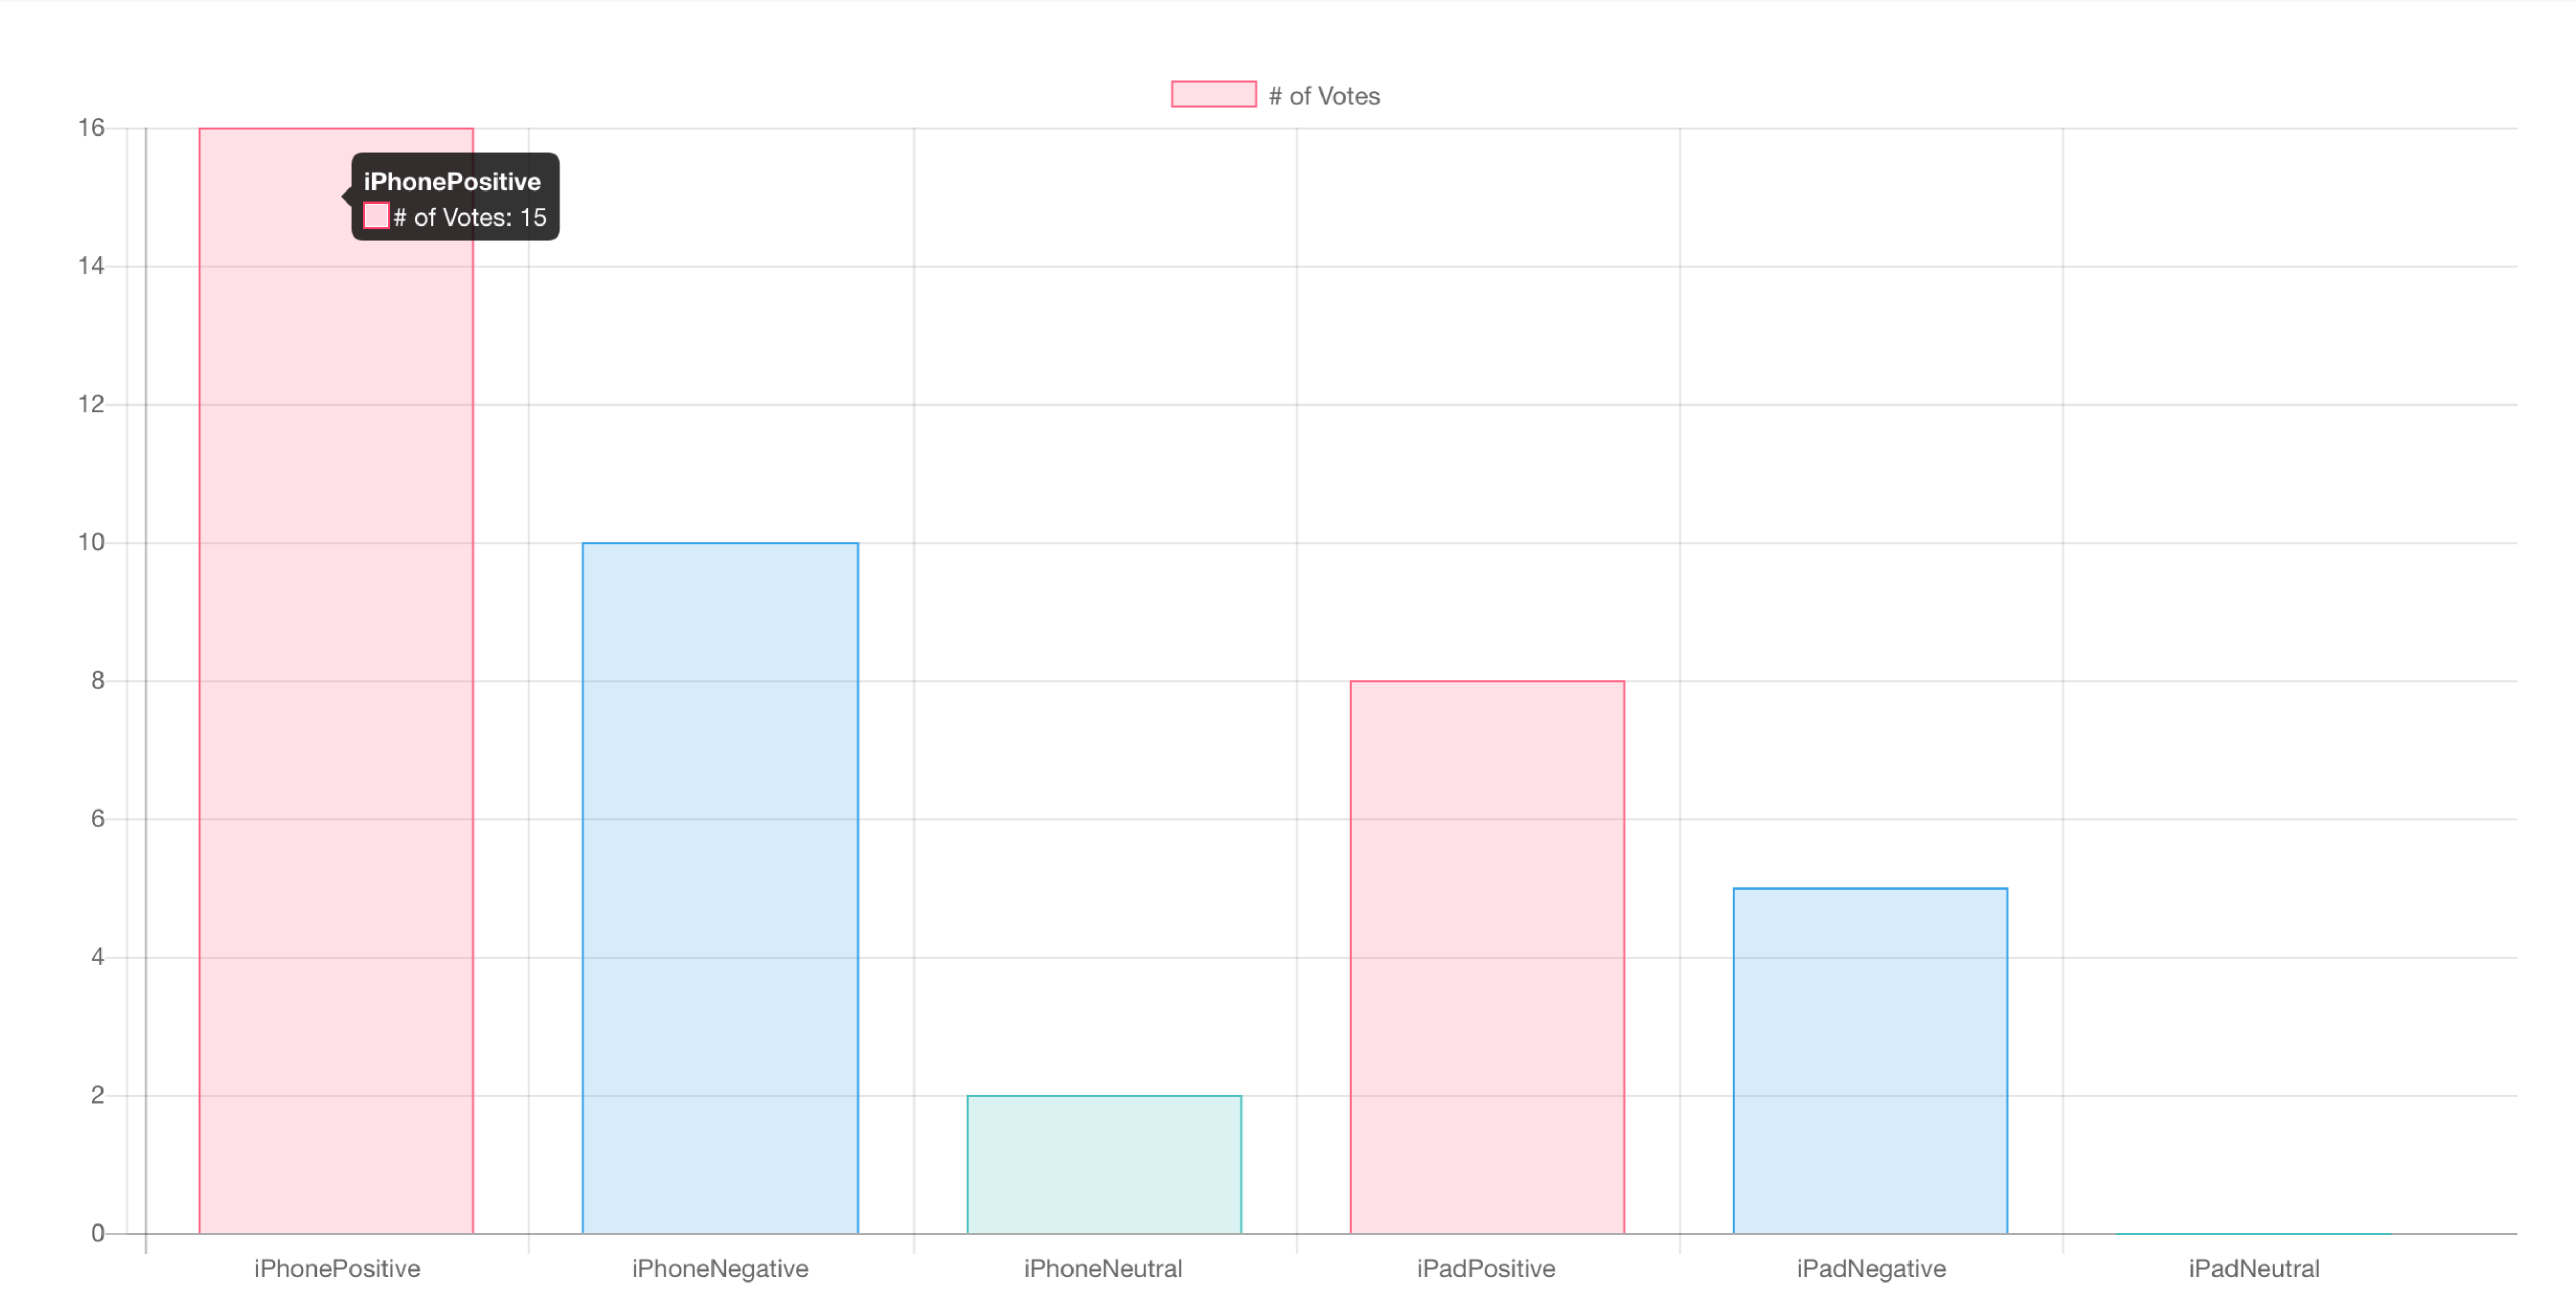 # of Votes
16
iPhonePositive
# of Votes: 15
14
12
10
8
6
4
2
0
iPhonePositive
iPhoneNegative
iPhoneNeutral
iPadPositive
iPadNegative
iPadNeutral